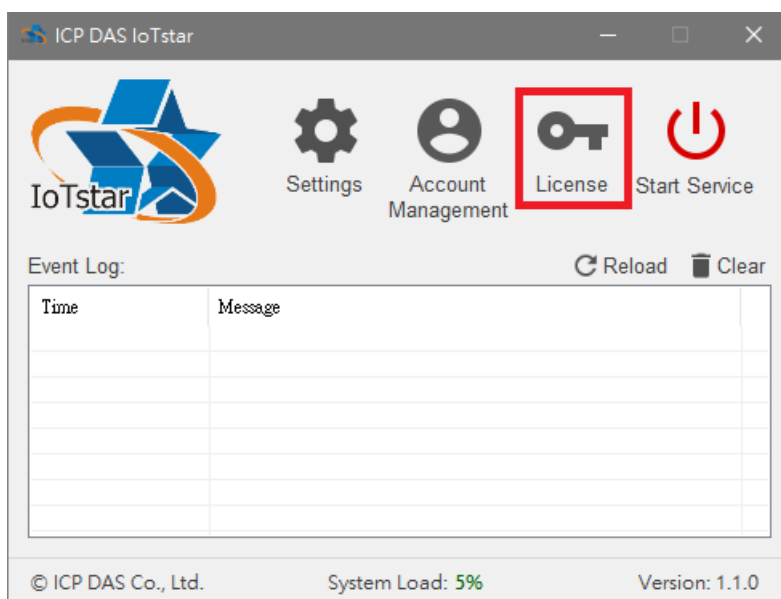 ICP DAS IoTstar
IoTstar
Settings
Account
Management
License
Start Service
Event Log:
Reload
Clear
Time
Message
© ICP DAS Co., Ltd.
System Load: 5%
Version: 1.1.0